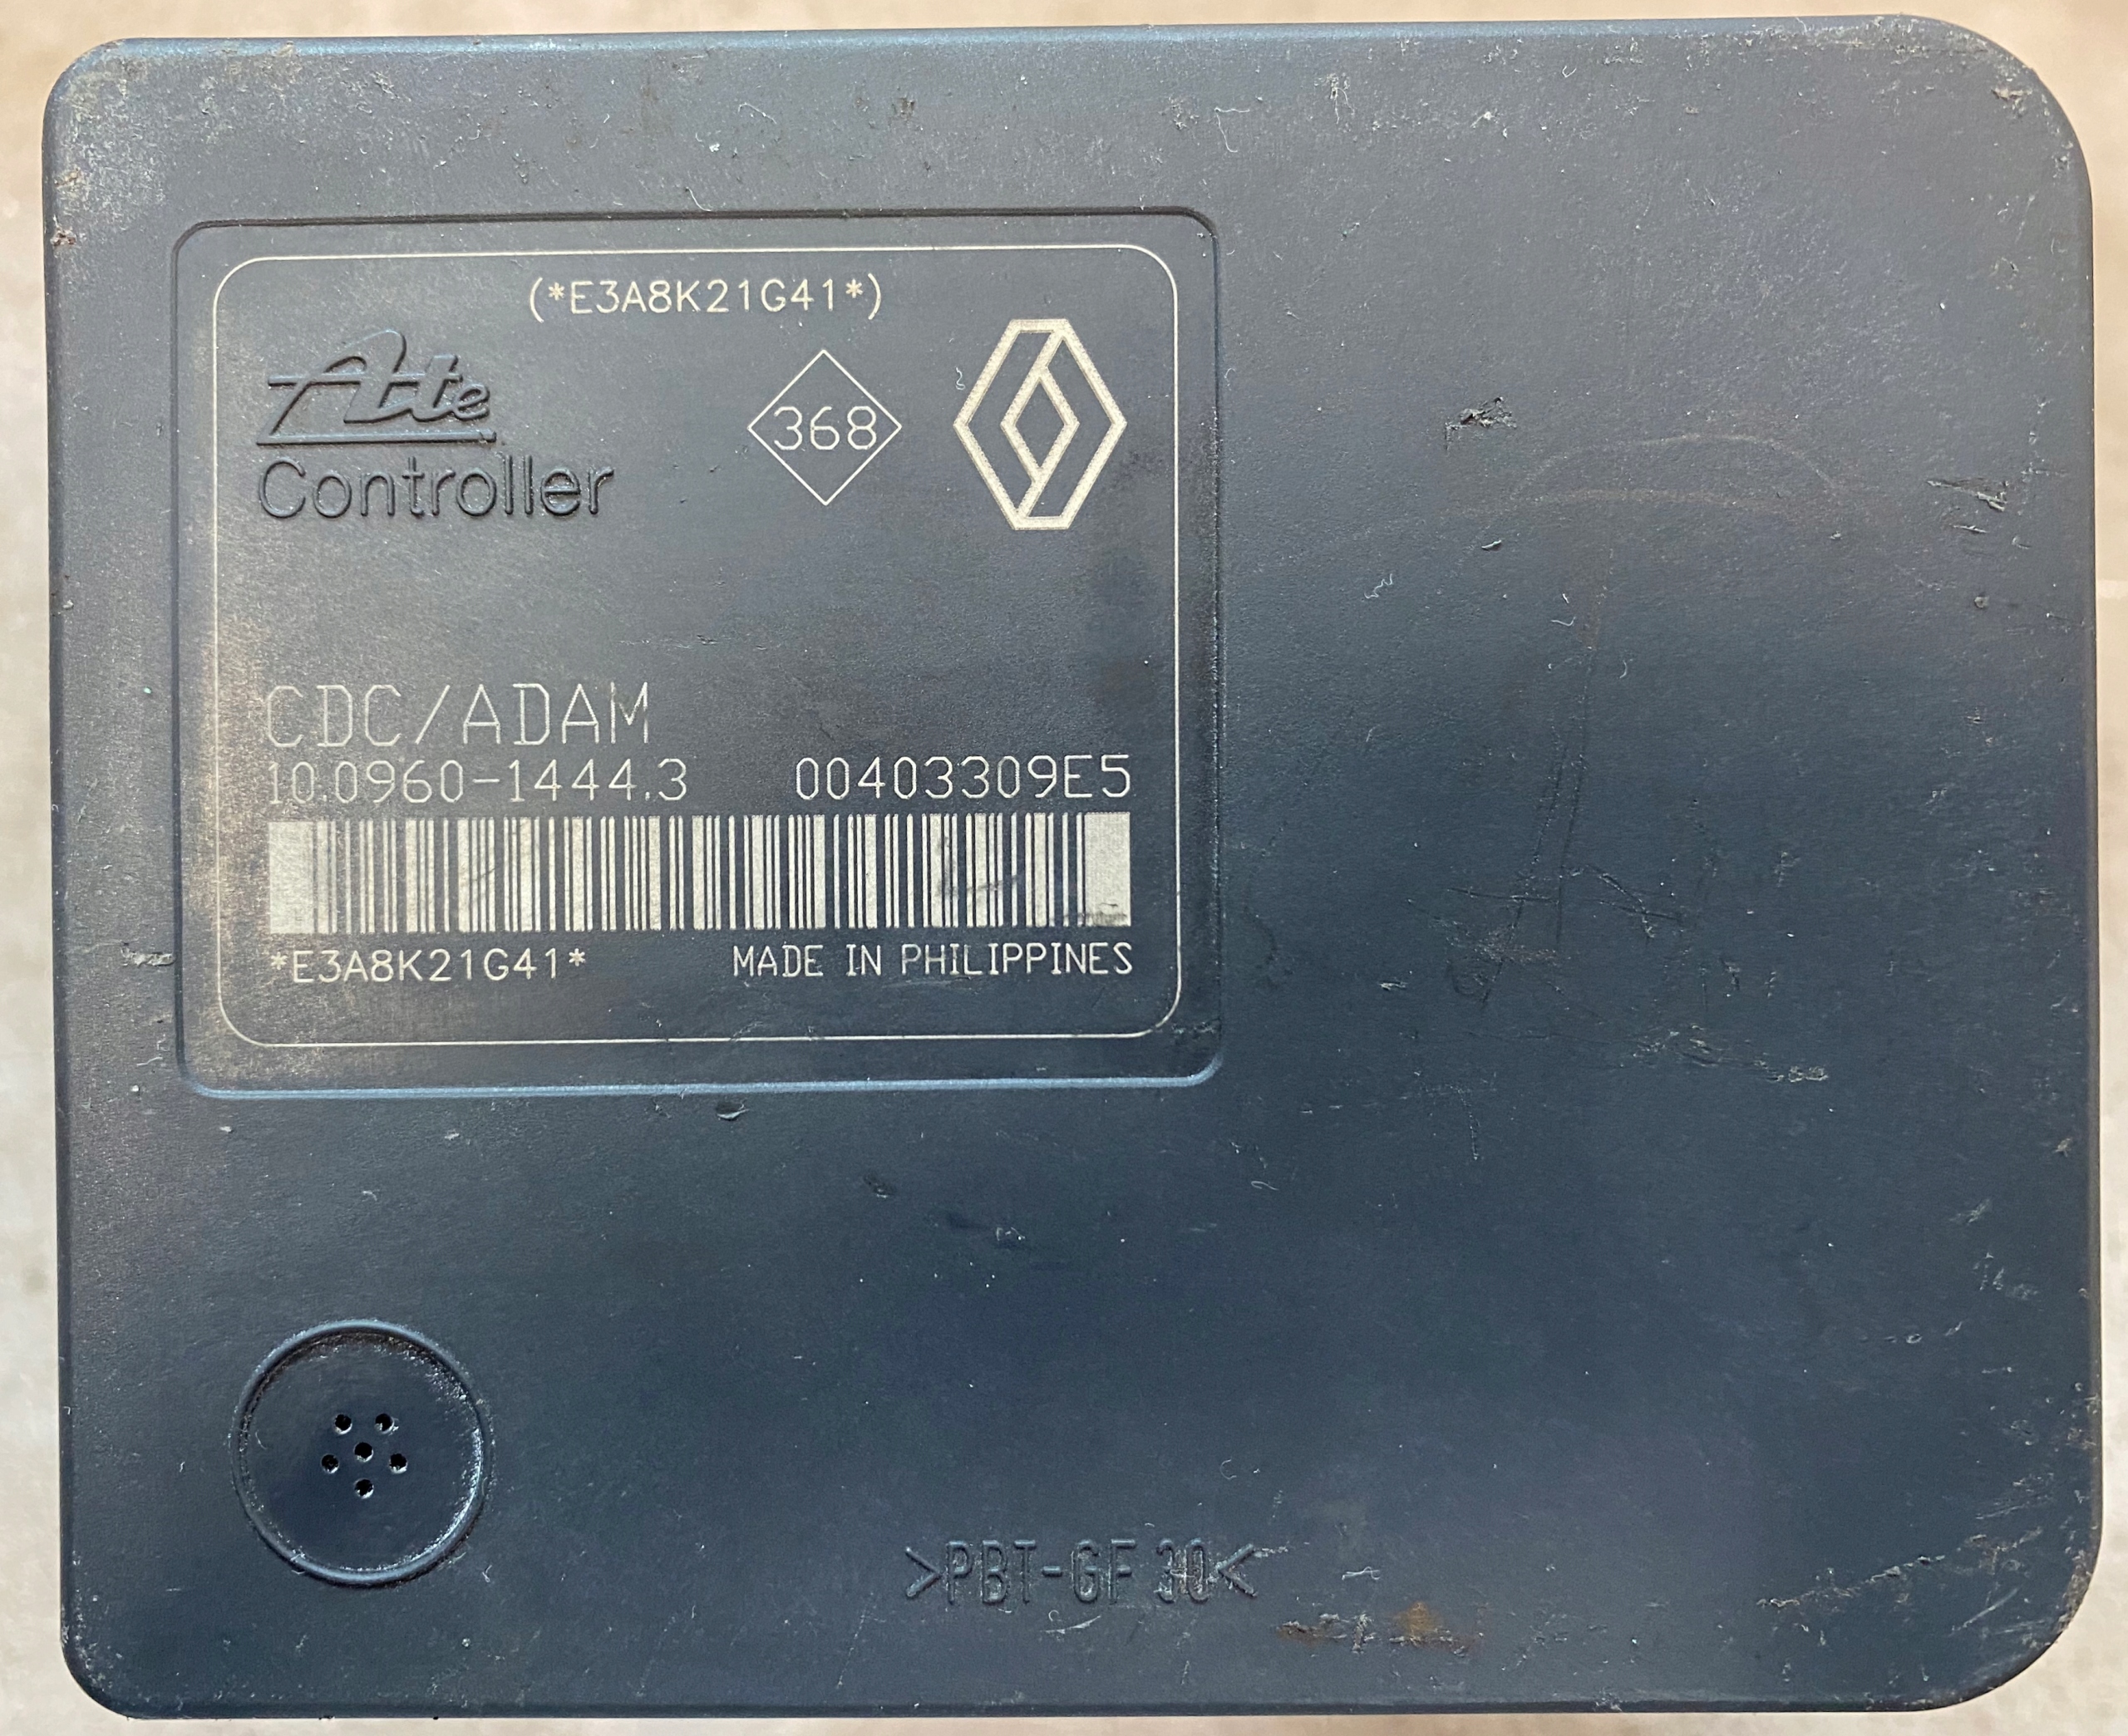 (*E3A8K21G41*)
Ate
Controller
368
CDC/ADAM
10.0960-1444.3 00403309E5
*E3A8K21G41* MADE IN PHILIPPINES
>PBT-GF 30<